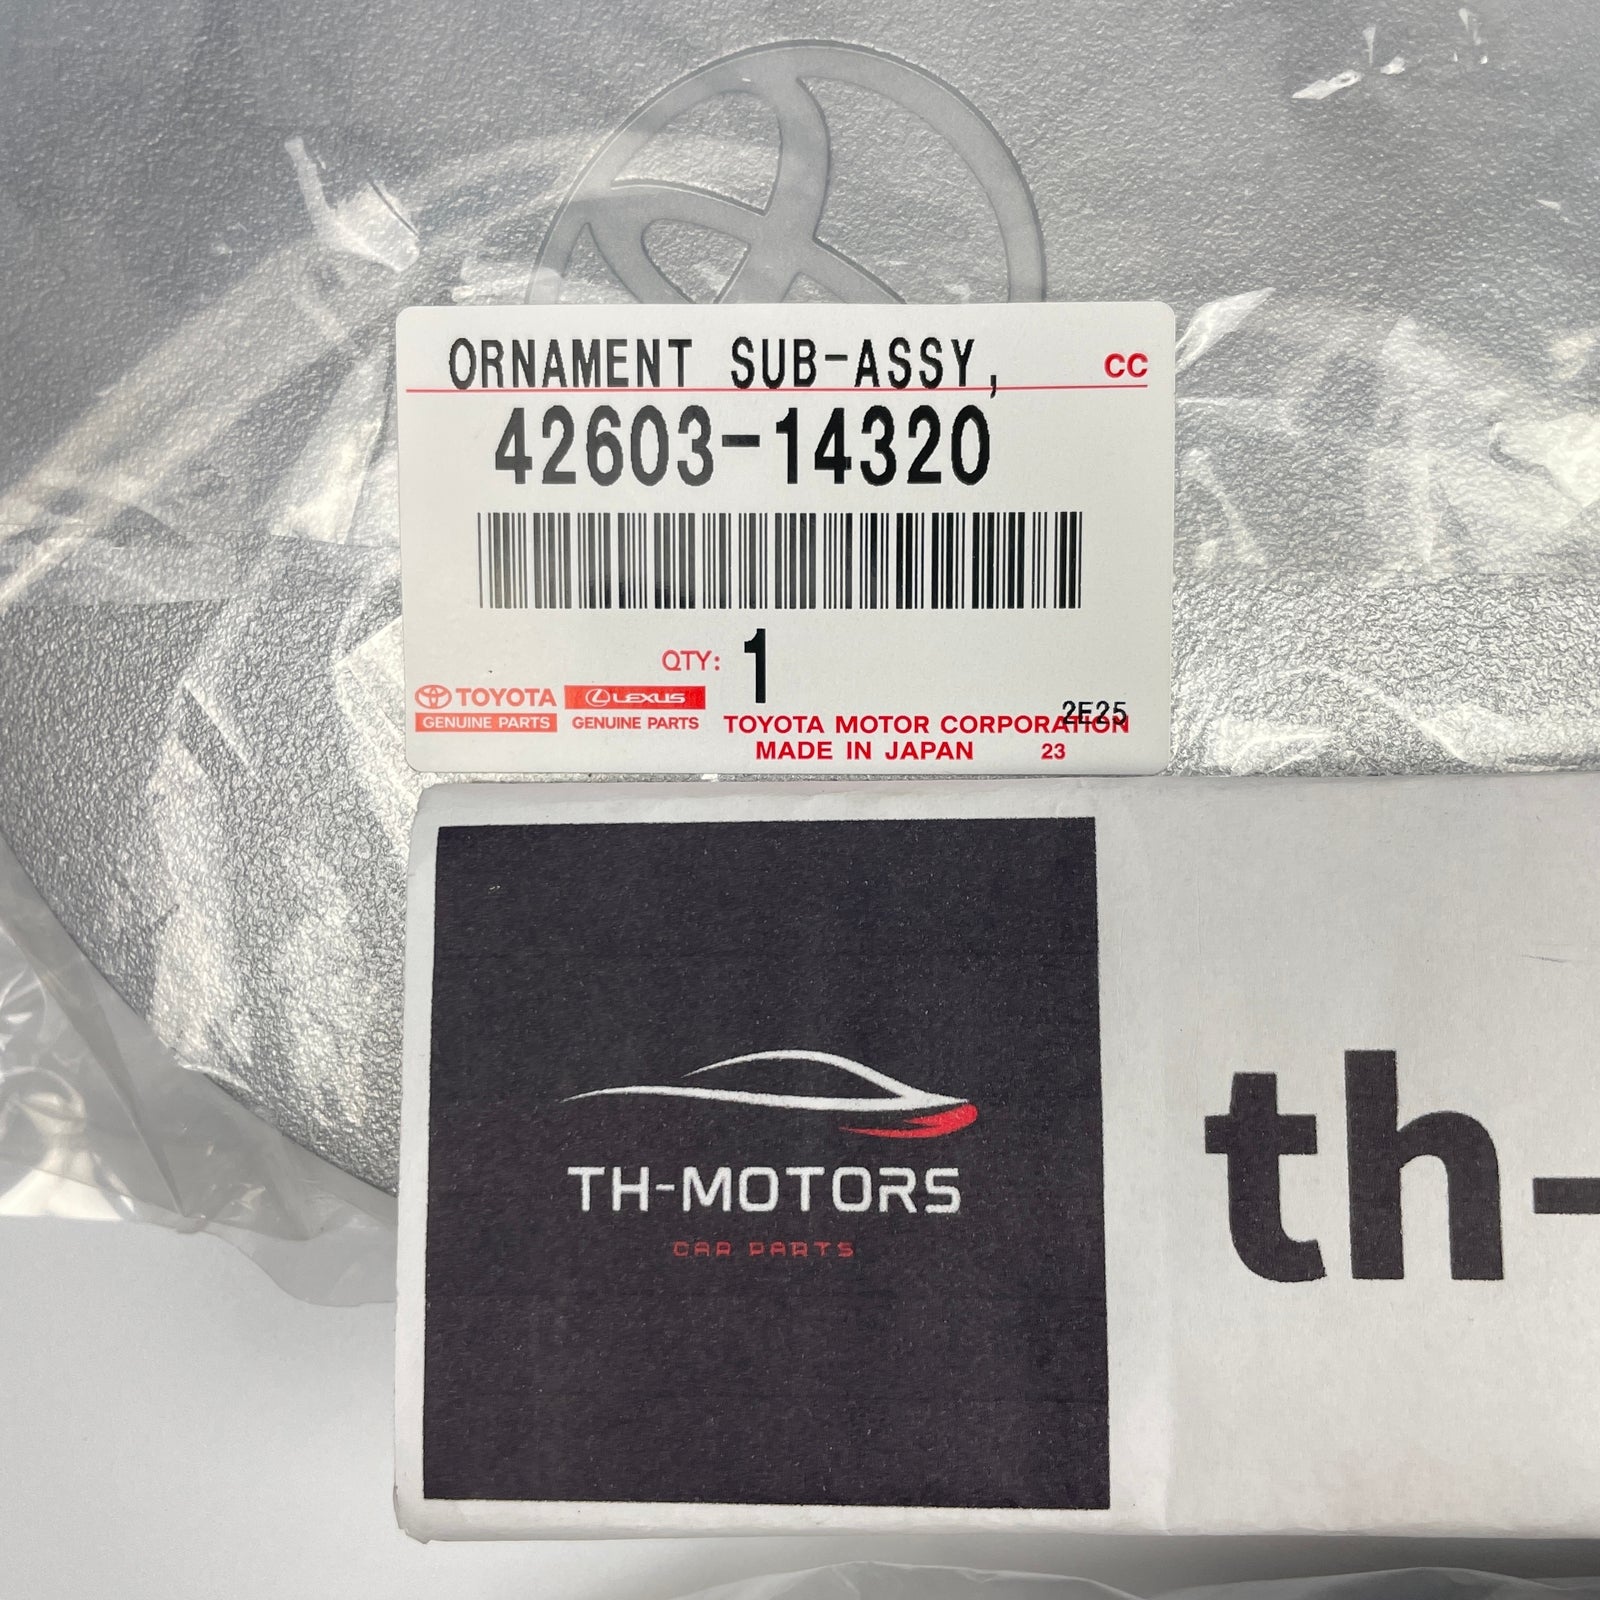 ORNAMENT SUB-ASSY, CC
42603-14320
QTY: 1
TOYOTA LEXUS
GENUINE PARTS GENUINE PARTS
2E25
TOYOTA MOTOR CORPORATION
MADE IN JAPAN 23
TH-MOTORS
CAR PARTS
th-